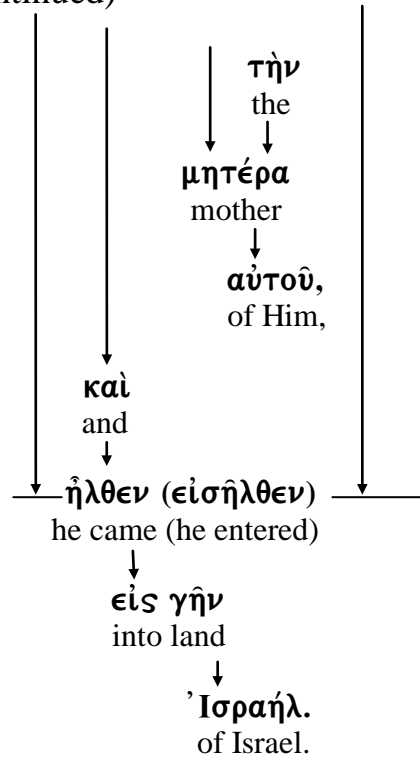 τὴν
the
μητέρα
mother
αὐτοῦ,
of Him,
καὶ
and
ἦλθεν (εἰσῆλθεν)
he came (he entered)
εἰς γῆν
into land
Ἰσραήλ.
of Israel.